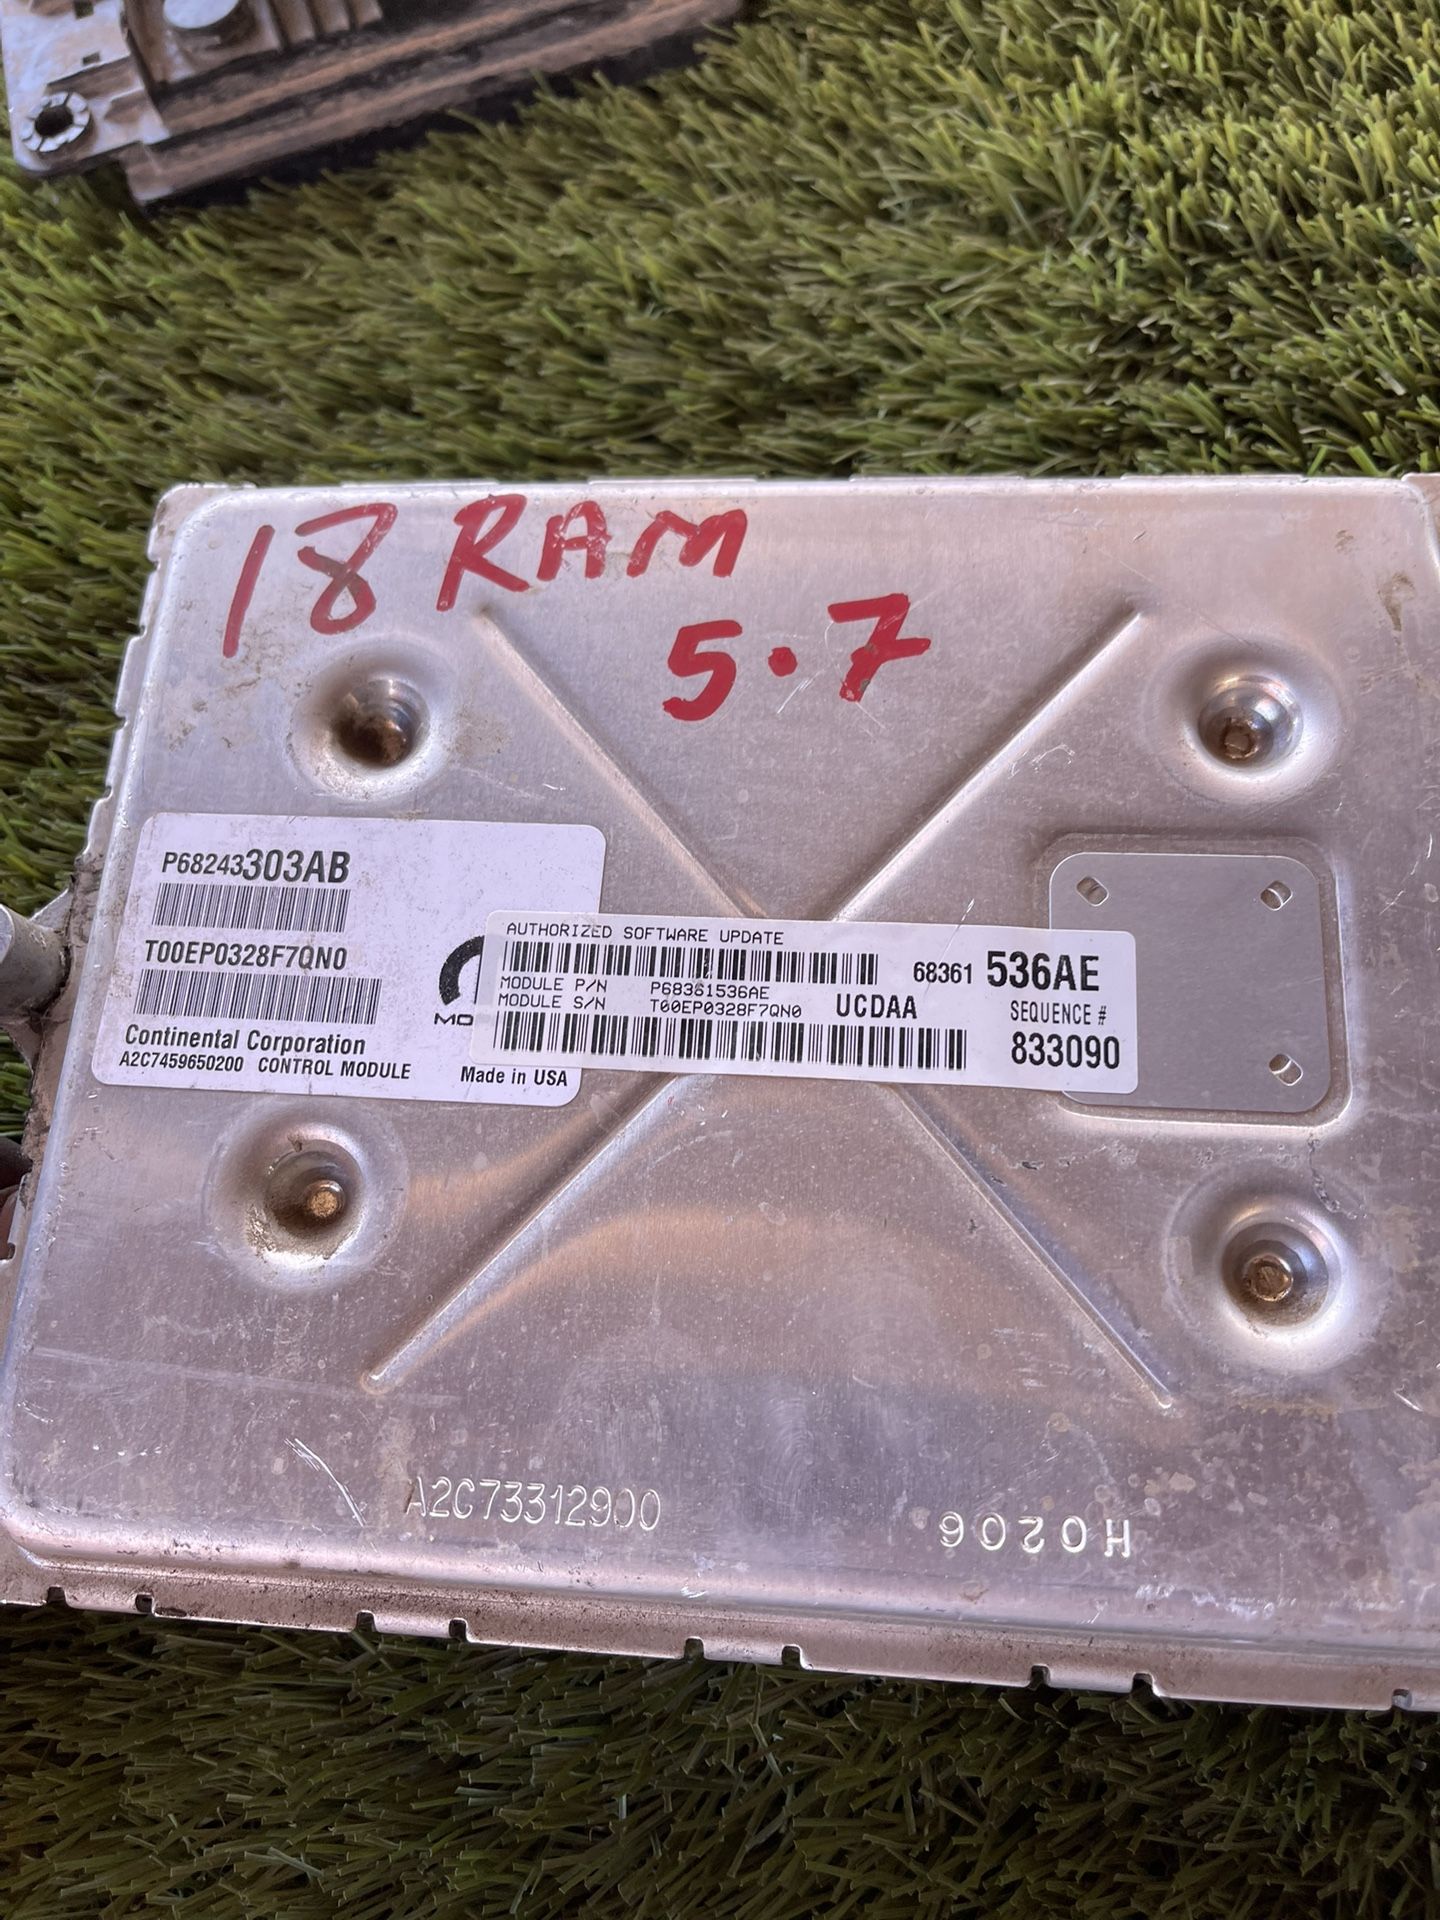 18 RAM
5.7
P68243303AB
T00EP0328F7QN0
Continental Corporation
A2C7459650200 CONTROL MODULE
Made in USA
AUTHORIZED SOFTWARE UPDATE
68361 536AE
MODULE P/N P68361536AE
MODULE S/N T00EP0328F7QN0
UCDAA
SEQUENCE #
833090
A2C73312900
H0206